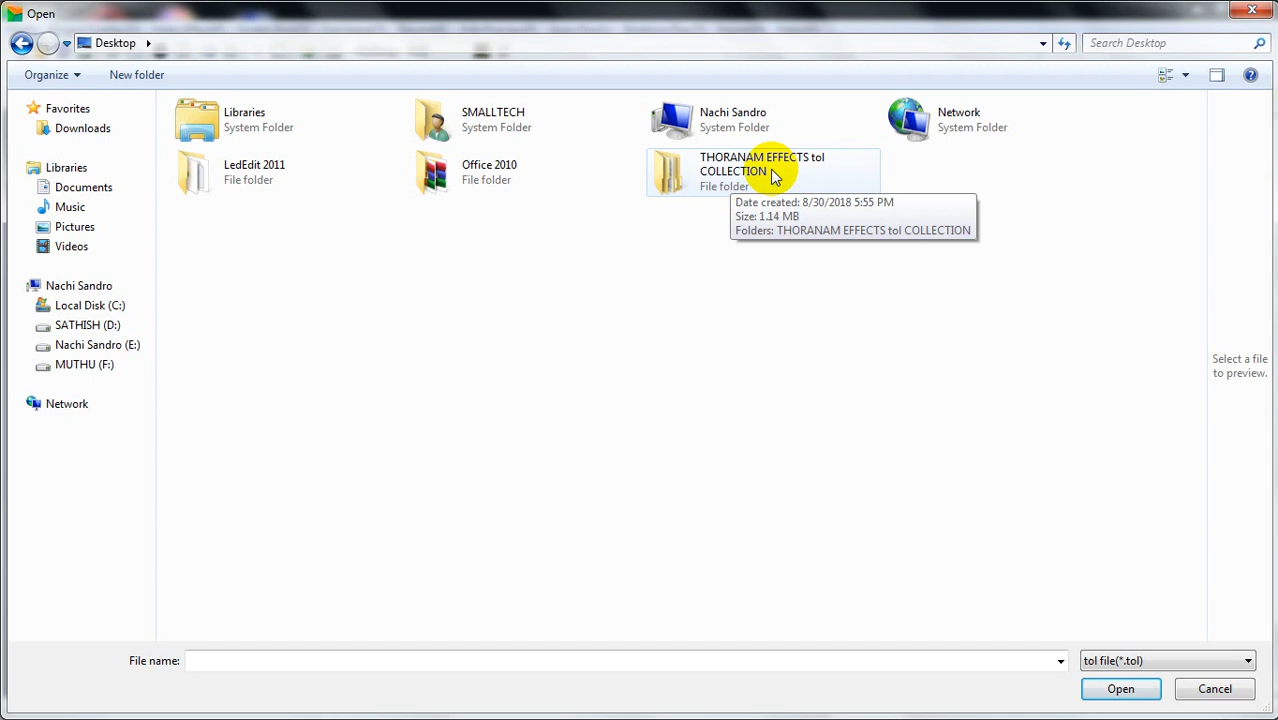 Open
Desktop
Search Desktop
Organize
New folder
Favorites
Downloads
Libraries
Documents
Music
Pictures
Videos
Nachi Sandro
Local Disk (C:)
SATHISH (D:)
Nachi Sandro (E:)
MUTHU (F:)
Network
Libraries
System Folder
SMALLTECH
System Folder
Nachi Sandro
System Folder
Network
System Folder
LedEdit 2011
File folder
Office 2010
File folder
THORANAM EFFECTS tol
COLLECTION
File folder
Date created: 8/30/2018 5:55 PM
Size: 1.14 MB
Folders: THORANAM EFFECTS tol COLLECTION
Select a file
to preview.
File name:
tol file(*.tol)
Open
Cancel